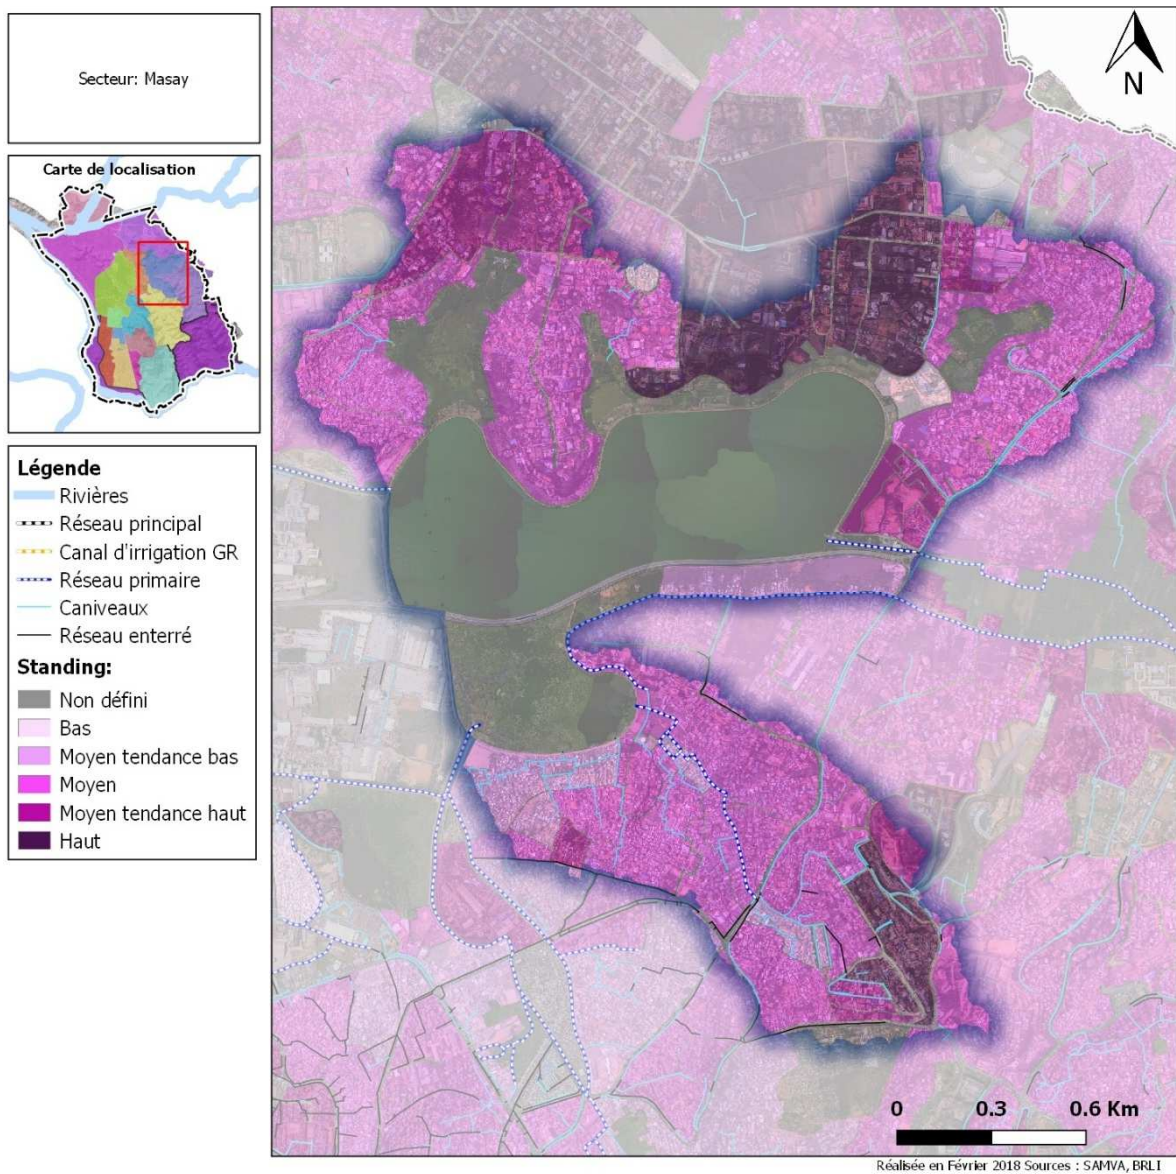 Secteur: Masay
Carte de localisation
Légende
Rivières
Réseau principal
Canal d'irrigation GR
Réseau primaire
Caniveaux
Réseau enterré
Standing:
Non défini
Bas
Moyen tendance bas
Moyen
Moyen tendance haut
Haut
N
0 0.3 0.6 Km
Réalisée en Février 2018 Sources : SAMVA, BRLI